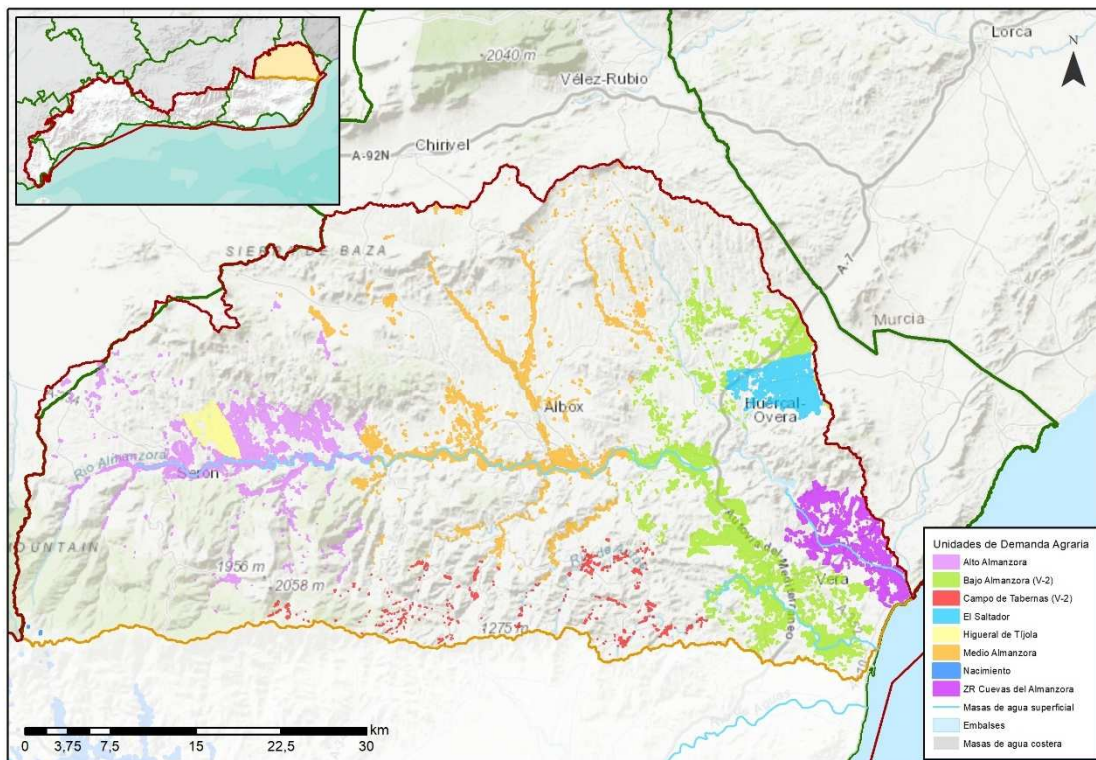 Lorca
N
2040 m
Vélez-Rubio
Chirivel
A-92N
SIERRA DE BAZA
A-7
Murcia
Albox
Huércal-
Overa
Río Almanzora
Serón
MOUNTAIN
1956 m
2058 m
1275 m
Autovía del Mediterráneo
Vera
km
0 3,75 7,5 15 22,5 30
Unidades de Demanda Agraria
Alto Almanzora
Bajo Almanzora (V-2)
Campo de Tabernas (V-2)
El Saltador
Higueral de Tíjola
Medio Almanzora
Nacimiento
ZR Cuevas del Almanzora
Masas de agua superficial
Embalses
Masas de agua costera